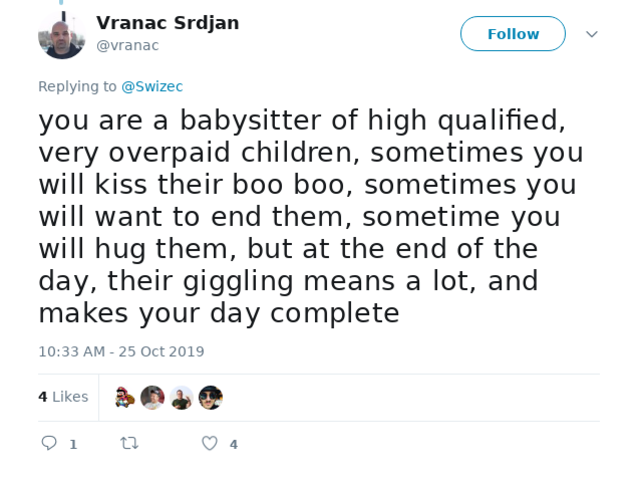 Vranac Srdjan
@vranac
Follow
Replying to @Swizec
you are a babysitter of high qualified,
very overpaid children, sometimes you
will kiss their boo boo, sometimes you
will want to end them, sometime you
will hug them, but at the end of the
day, their giggling means a lot, and
makes your day complete
10:33 AM - 25 Oct 2019
4 Likes
1
4